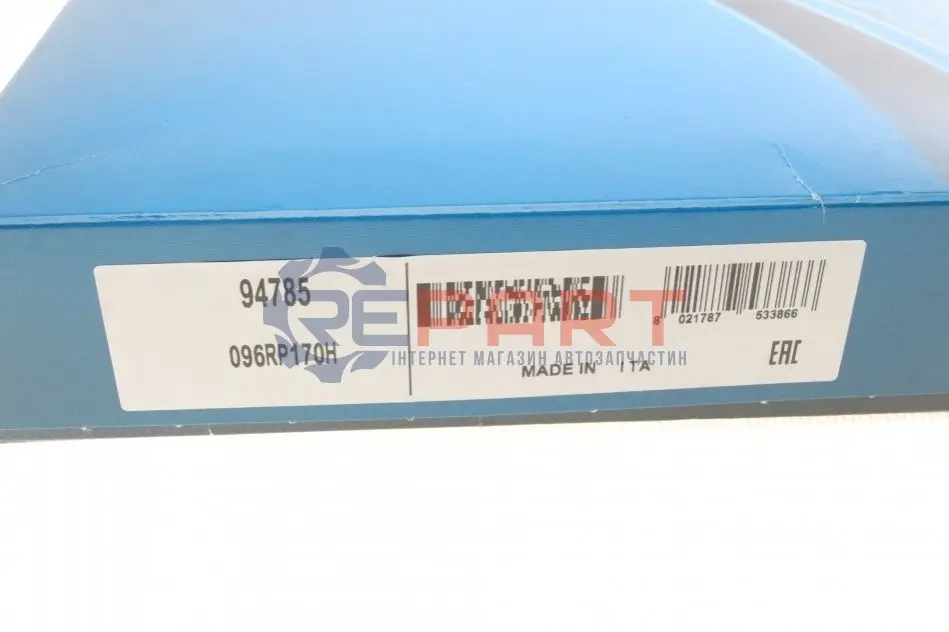 94785
096RP170H
8 021787 533866
MADE IN ITA
EAC
REPART
ІНТЕРНЕТ МАГАЗИН АВТОЗАПЧАСТИН